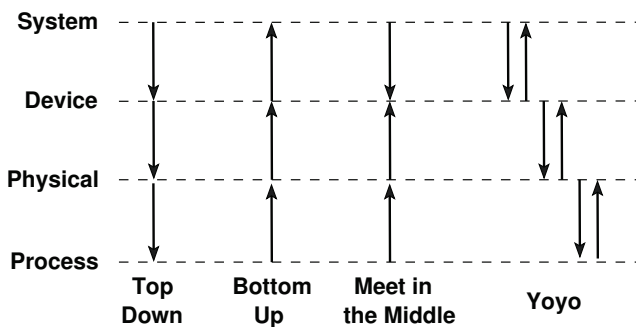 System
Device
Physical
Process
Top
Down
Bottom
Up
Meet in
the Middle
Yoyo